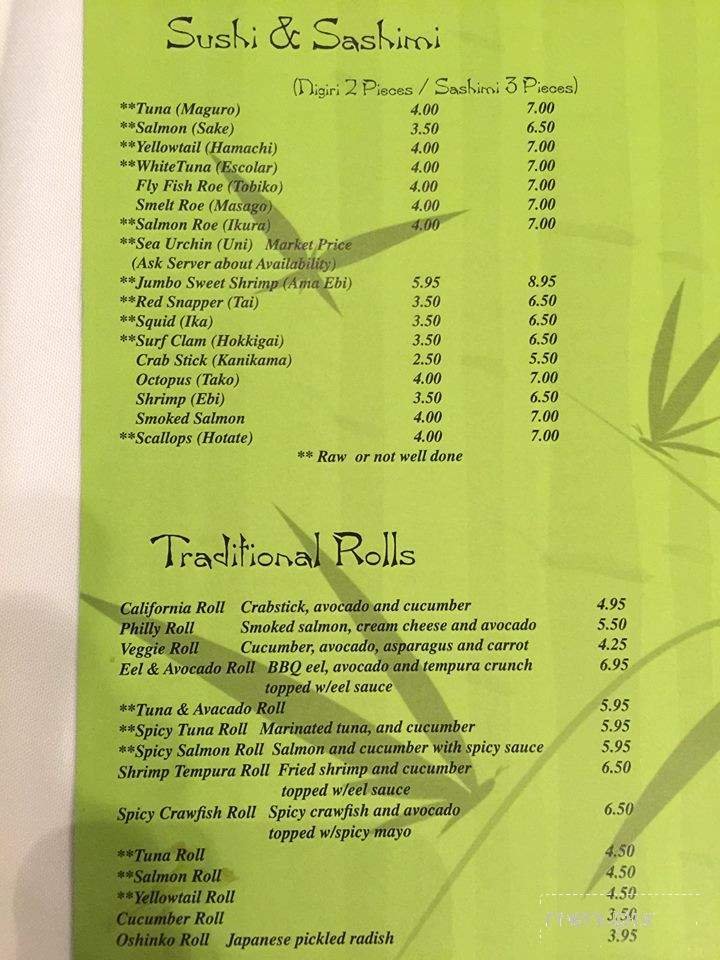 Sushi & Sashimi
(Nigiri 2 Pieces / Sashimi 3 Pieces)
**Tuna (Maguro) 4.00 7.00
**Salmon (Sake) 3.50 6.50
**Yellowtail (Hamachi) 4.00 7.00
**WhiteTuna (Escolar) 4.00 7.00
Fly Fish Roe (Tobiko) 4.00 7.00
Smelt Roe (Masago) 4.00 7.00
**Salmon Roe (Ikura) 4.00 7.00
**Sea Urchin (Uni) Market Price
(Ask Server about Availability)
**Jumbo Sweet Shrimp (Ama Ebi) 5.95 8.95
**Red Snapper (Tai) 3.50 6.50
**Squid (Ika) 3.50 6.50
**Surf Clam (Hokkigai) 3.50 6.50
Crab Stick (Kanikama) 2.50 5.50
Octopus (Tako) 4.00 7.00
Shrimp (Ebi) 3.50 6.50
Smoked Salmon 4.00 7.00
**Scallops (Hotate) 4.00 7.00
** Raw or not well done
Traditional Rolls
California Roll Crabstick, avocado and cucumber 4.95
Philly Roll Smoked salmon, cream cheese and avocado 5.50
Veggie Roll Cucumber, avocado, asparagus and carrot 4.25
Eel & Avocado Roll BBQ eel, avocado and tempura crunch 6.95
topped w/eel sauce
**Tuna & Avacado Roll 5.95
**Spicy Tuna Roll Marinated tuna, and cucumber 5.95
**Spicy Salmon Roll Salmon and cucumber with spicy sauce 5.95
Shrimp Tempura Roll Fried shrimp and cucumber 6.50
topped w/eel sauce
Spicy Crawfish Roll Spicy crawfish and avocado 6.50
topped w/spicy mayo
**Tuna Roll 4.50
**Salmon Roll 4.50
**Yellowtail Roll 4.50
Cucumber Roll 3.50
Oshinko Roll Japanese pickled radish 3.95